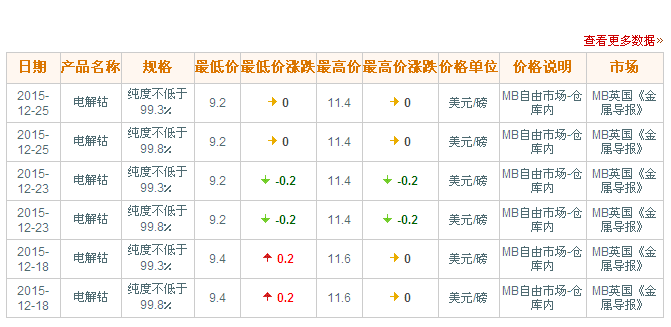 查看更多数据»
日期 产品名称 规格 最低价 最低价涨跌 最高价 最高价涨跌 价格单位 价格说明 市场
2015-12-25 电解钴 纯度不低于99.3% 9.2 0 11.4 0 美元/磅 MB自由市场-仓库内 MB英国《金属导报》
2015-12-25 电解钴 纯度不低于99.8% 9.2 0 11.4 0 美元/磅 MB自由市场-仓库内 MB英国《金属导报》
2015-12-23 电解钴 纯度不低于99.3% 9.2 -0.2 11.4 -0.2 美元/磅 MB自由市场-仓库内 MB英国《金属导报》
2015-12-23 电解钴 纯度不低于99.8% 9.2 -0.2 11.4 -0.2 美元/磅 MB自由市场-仓库内 MB英国《金属导报》
2015-12-18 电解钴 纯度不低于99.3% 9.4 0.2 11.6 0 美元/磅 MB自由市场-仓库内 MB英国《金属导报》
2015-12-18 电解钴 纯度不低于99.8% 9.4 0.2 11.6 0 美元/磅 MB自由市场-仓库内 MB英国《金属导报》